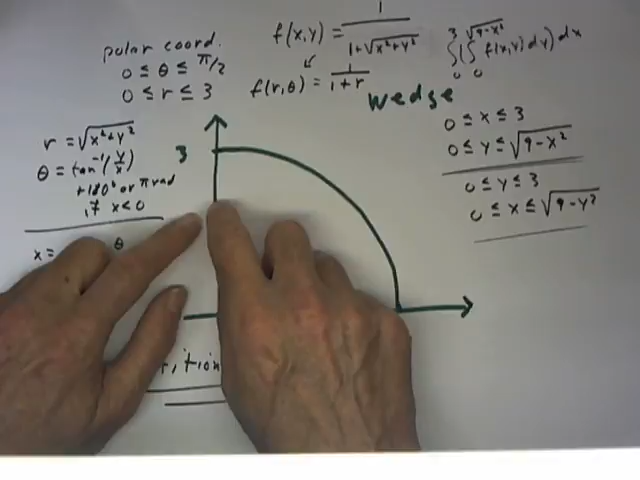 polar coord.
0 ≤ θ ≤ π/2
0 ≤ r ≤ 3
f(x,y) = 1/(1+√(x²+y²))
↙
f(r,θ) = 1/(1+r)
∫₀³(∫₀^√(9-x²) f(x,y) dy) dx
wedge
0 ≤ x ≤ 3
0 ≤ y ≤ √(9-x²)
0 ≤ y ≤ 3
0 ≤ x ≤ √(9-y²)
r = √(x²+y²)
θ = tan⁻¹(y/x)
+180° or π rad
if x<0
x= θ
3